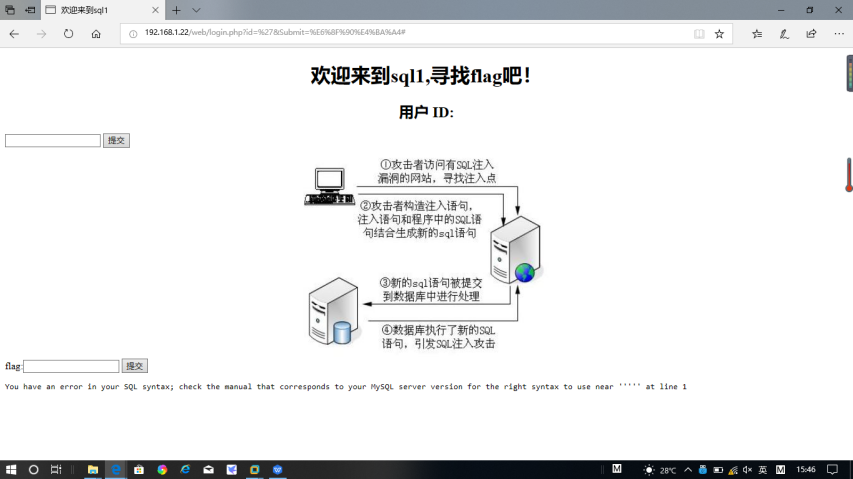 欢迎来到sql1
192.168.1.22/web/login.php?id=%27&Submit=%E6%8F%90%E4%BA%A4#
欢迎来到sql1,寻找flag吧!
用户 ID:
提交
①攻击者访问有SQL注入
漏洞的网站，寻找注入点
②攻击者构造注入语句，
注入语句和程序中的SQL语
句结合生成新的sql语句
③新的sql语句被提交
到数据库中进行处理
④数据库执行了新的SQL
语句，引发SQL注入攻击
flag: 提交
You have an error in your SQL syntax; check the manual that corresponds to your MySQL server version for the right syntax to use near ''''' at line 1
M 28℃ 英 M 15:46